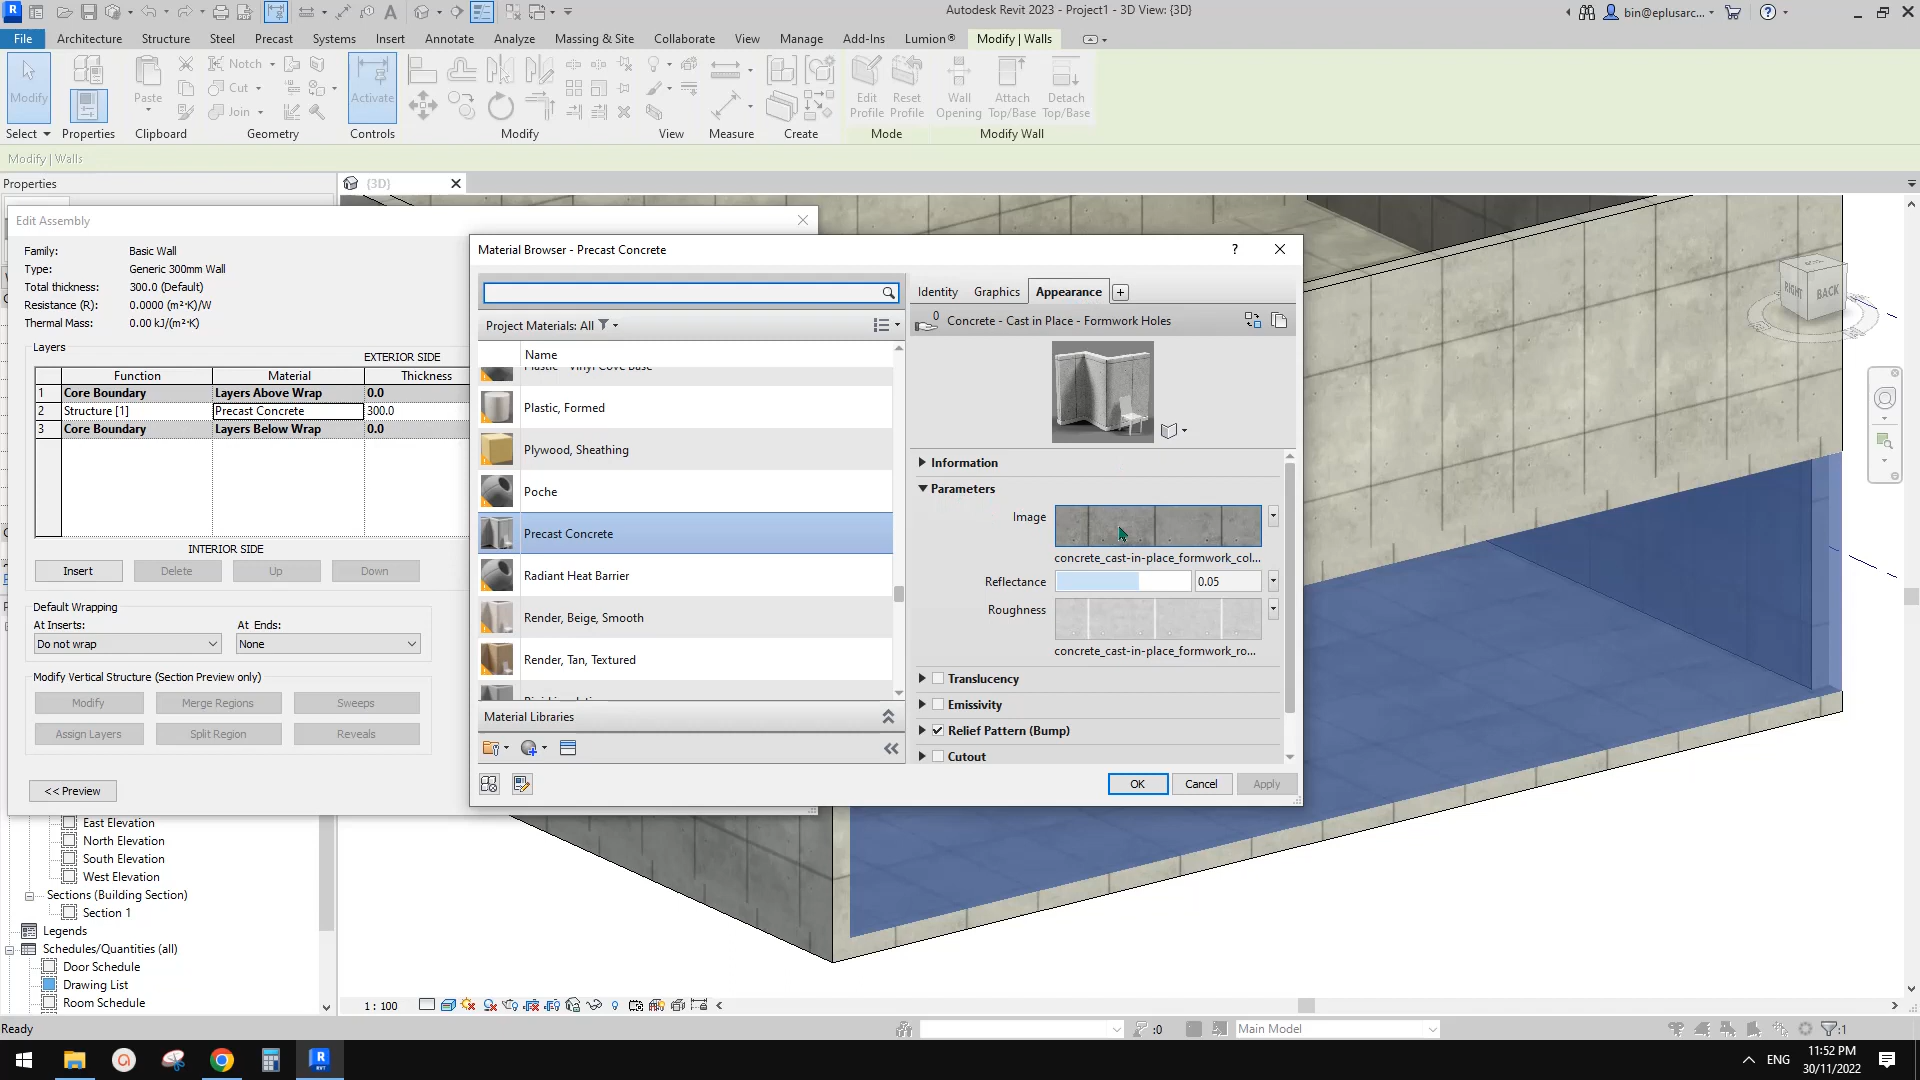 Autodesk Revit 2023 - Project1 - 3D View: {3D}
bin@eplusarc...
File Architecture Structure Steel Precast Systems Insert Annotate Analyze Massing & Site Collaborate View Manage Add-Ins Lumion® Modify | Walls
Modify
Paste
Notch
Cut
Join
Activate
Edit Profile
Reset Profile
Wall Opening
Attach Top/Base
Detach Top/Base
Select Properties Clipboard Geometry Controls Modify View Measure Create Mode Modify Wall
Modify | Walls
Properties
{3D}
Edit Assembly
Family: Basic Wall
Type: Generic 300mm Wall
Total thickness: 300.0 (Default)
Resistance (R): 0.0000 (m²·K)/W
Thermal Mass: 0.00 kJ/(m²·K)
Layers
EXTERIOR SIDE
Function Material Thickness
1 Core Boundary Layers Above Wrap 0.0
2 Structure [1] Precast Concrete 300.0
3 Core Boundary Layers Below Wrap 0.0
INTERIOR SIDE
Insert Delete Up Down
Default Wrapping
At Inserts: At Ends:
Do not wrap None
Modify Vertical Structure (Section Preview only)
Modify Merge Regions Sweeps
Assign Layers Split Region Reveals
<< Preview
Material Browser - Precast Concrete
?
Project Materials: All
Name
Plastic - Vinyl Cove Base
Plastic, Formed
Plywood, Sheathing
Poche
Precast Concrete
Radiant Heat Barrier
Render, Beige, Smooth
Render, Tan, Textured
Material Libraries
Identity Graphics Appearance
0 Concrete - Cast in Place - Formwork Holes
Information
Parameters
Image
concrete_cast-in-place_formwork_col...
Reflectance 0.05
Roughness
concrete_cast-in-place_formwork_ro...
Translucency
Emissivity
Relief Pattern (Bump)
Cutout
OK Cancel Apply
RIGHT BACK
East Elevation
North Elevation
South Elevation
West Elevation
Sections (Building Section)
Section 1
Legends
Schedules/Quantities (all)
Door Schedule
Drawing List
Room Schedule
1 : 100
Ready
:0
Main Model
:1
ENG
11:52 PM
30/11/2022